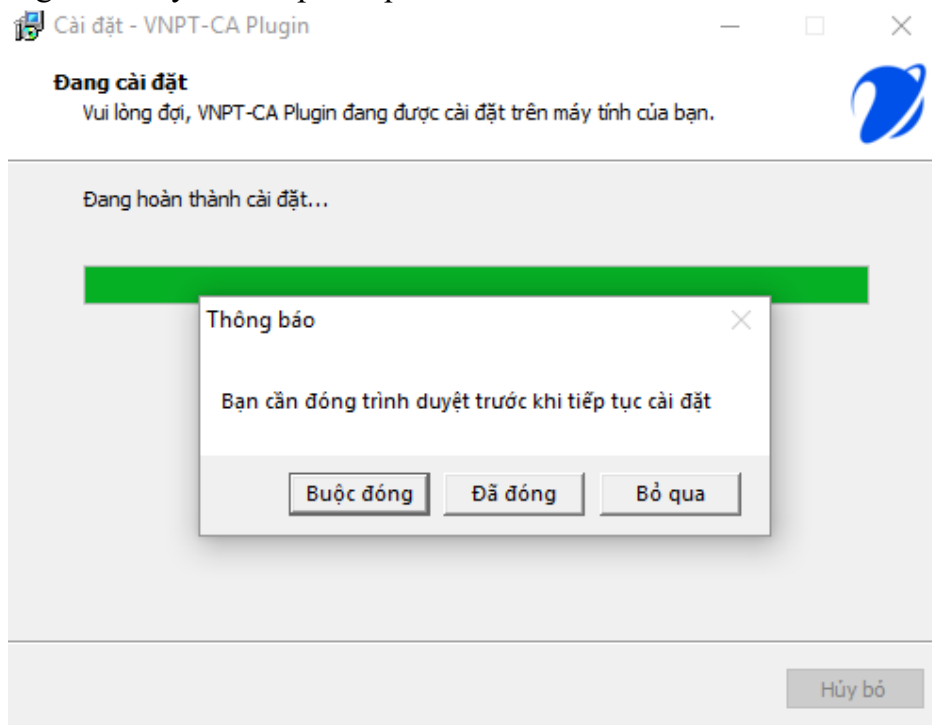 Cài đặt - VNPT-CA Plugin
Đang cài đặt
Vui lòng đợi, VNPT-CA Plugin đang được cài đặt trên máy tính của bạn.
Đang hoàn thành cài đặt...
Thông báo
Bạn cần đóng trình duyệt trước khi tiếp tục cài đặt
Buộc đóng Đã đóng Bỏ qua
Hủy bỏ